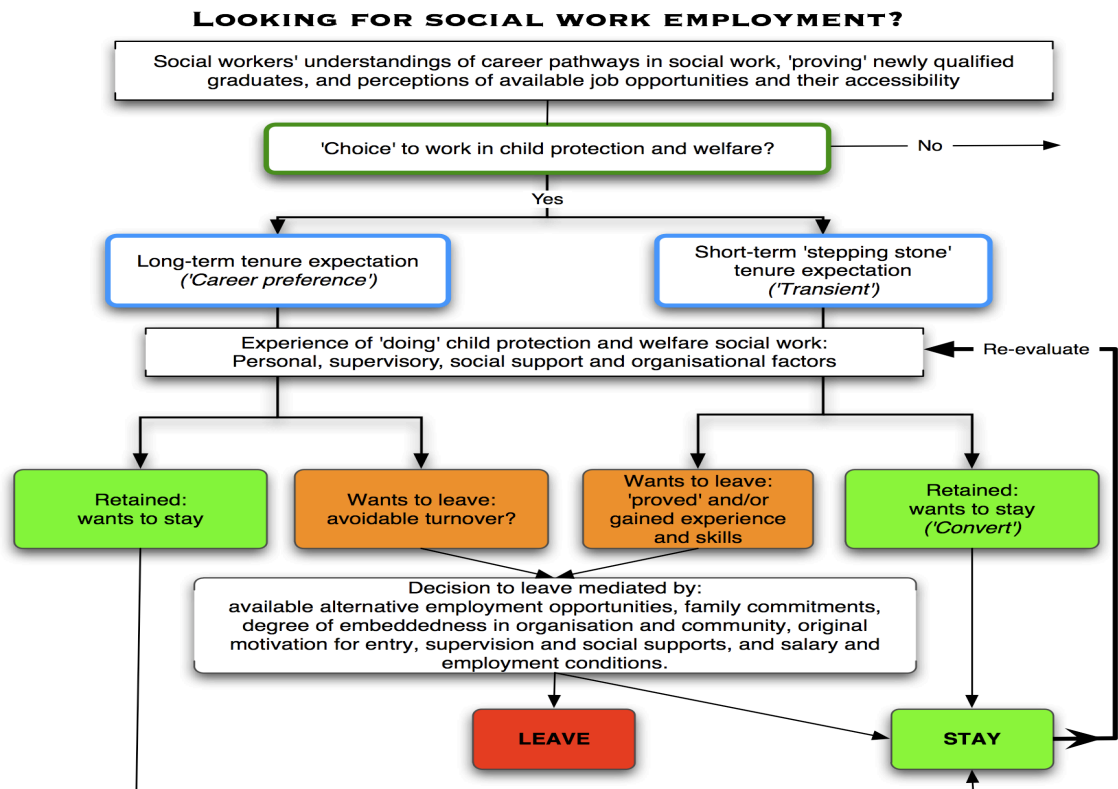 LOOKING FOR SOCIAL WORK EMPLOYMENT?
Social workers' understandings of career pathways in social work, 'proving' newly qualified
graduates, and perceptions of available job opportunities and their accessibility
'Choice' to work in child protection and welfare?
No
Yes
Long-term tenure expectation
('Career preference')
Short-term 'stepping stone'
tenure expectation
('Transient')
Experience of 'doing' child protection and welfare social work:
Personal, supervisory, social support and organisational factors
Re-evaluate
Retained:
wants to stay
Wants to leave:
avoidable turnover?
Wants to leave:
'proved' and/or
gained experience
and skills
Retained:
wants to stay
('Convert')
Decision to leave mediated by:
available alternative employment opportunities, family commitments,
degree of embeddedness in organisation and community, original
motivation for entry, supervision and social supports, and salary and
employment conditions.
LEAVE
STAY